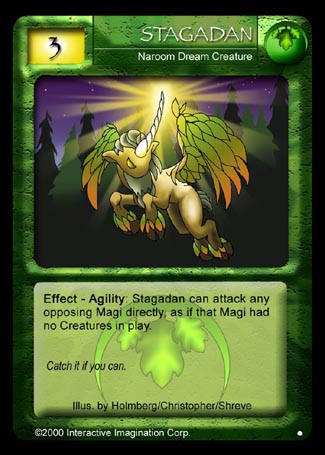 3
STAGADAN
Naroom Dream Creature
Effect - Agility: Stagadan can attack any
opposing Magi directly, as if that Magi had
no Creatures in play.
Catch it if you can.
Illus. by Holmberg/Christopher/Shreve
©2000 Interactive Imagination Corp.